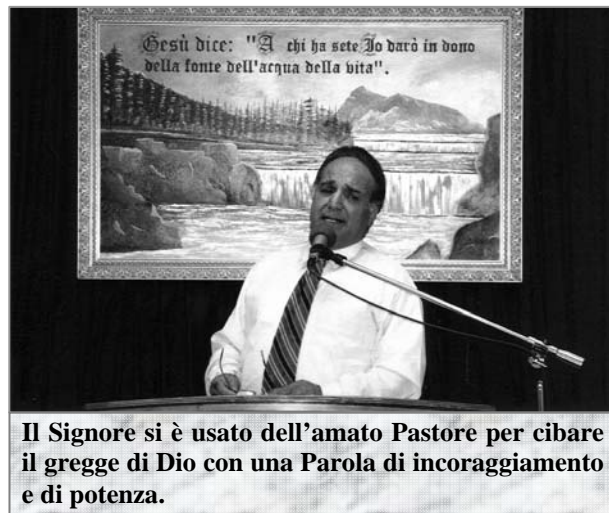 Gesù dice: "A chi ha sete Io darò in dono
della fonte dell'acqua della vita".
Il Signore si è usato dell'amato Pastore per cibare
il gregge di Dio con una Parola di incoraggiamento
e di potenza.